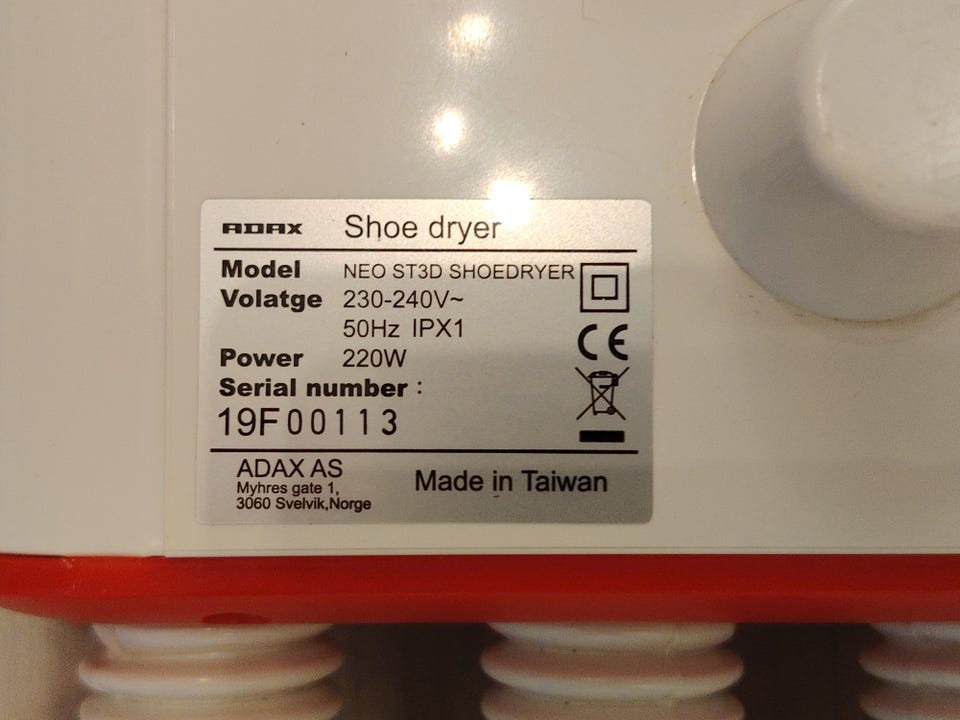 ADAX Shoe dryer
Model NEO ST3D SHOEDRYER
Volatge 230-240V~
50Hz IPX1
CE
Power 220W
Serial number :
19F00113
ADAX AS
Myhres gate 1,
3060 Svelvik,Norge
Made in Taiwan